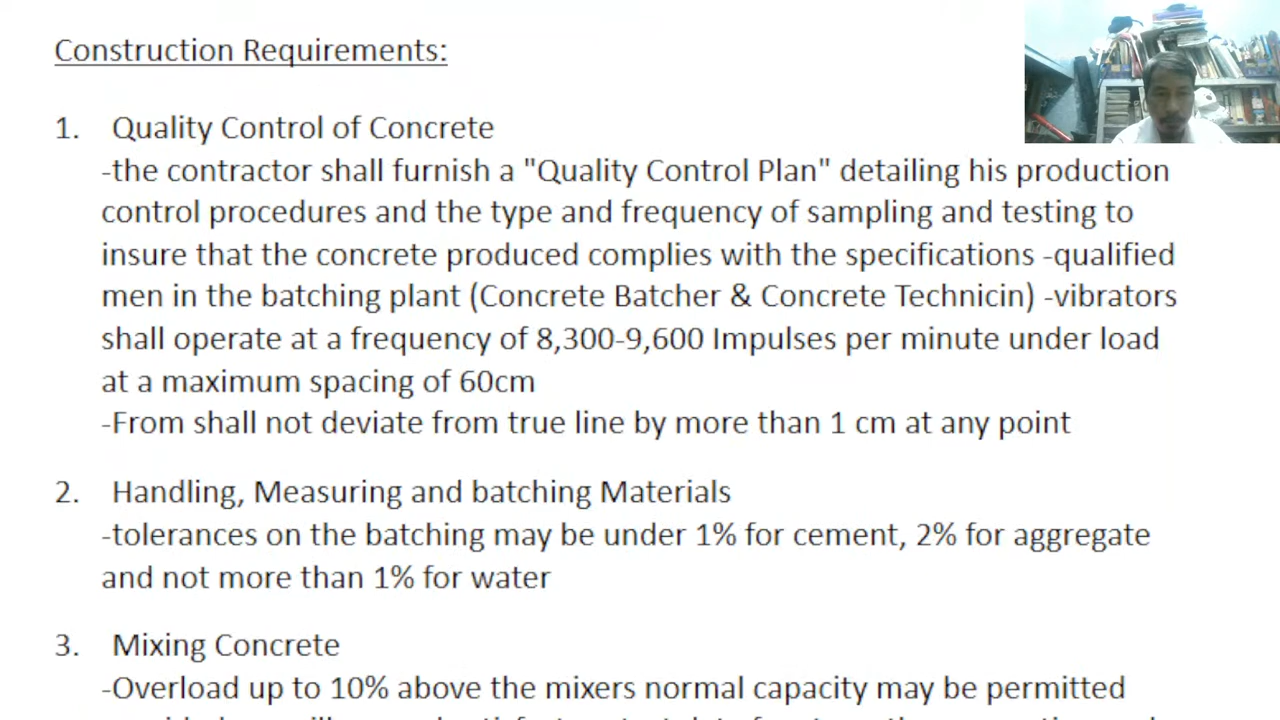 Construction Requirements:
1. Quality Control of Concrete
-the contractor shall furnish a "Quality Control Plan" detailing his production
control procedures and the type and frequency of sampling and testing to
insure that the concrete produced complies with the specifications -qualified
men in the batching plant (Concrete Batcher & Concrete Technicin) -vibrators
shall operate at a frequency of 8,300-9,600 Impulses per minute under load
at a maximum spacing of 60cm
-From shall not deviate from true line by more than 1 cm at any point
2. Handling, Measuring and batching Materials
-tolerances on the batching may be under 1% for cement, 2% for aggregate
and not more than 1% for water
3. Mixing Concrete
-Overload up to 10% above the mixers normal capacity may be permitted